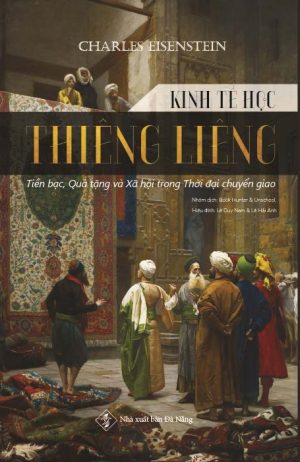 CHARLES EISENSTEIN
KINH TẾ HỌC
THIÊNG LIÊNG
Tiền bạc, Quà tặng và Xã hội trong Thời đại chuyển giao
Nhóm dịch: Book Hunter & Unschool
Hiệu đính: Lê Duy Nam & Lê Hải Anh
Nhà xuất bản Đà Nẵng